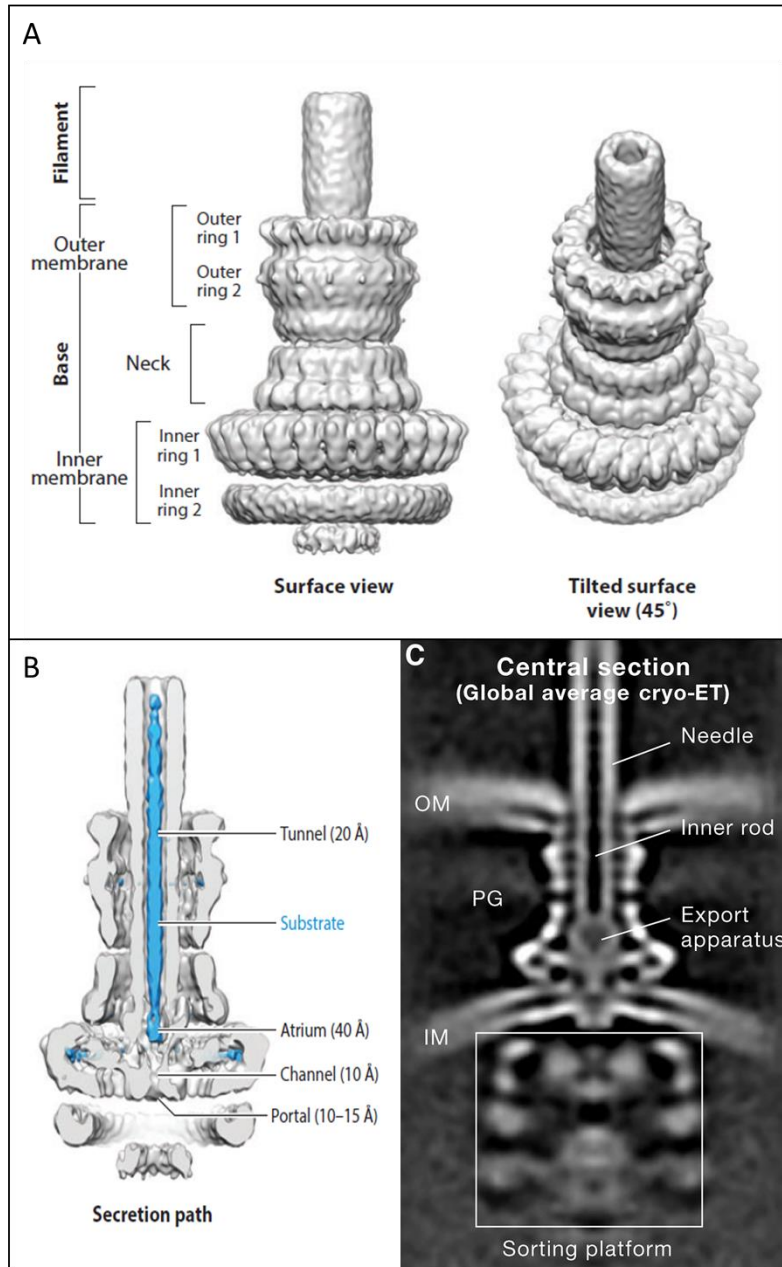 A
Filament
Base
Outer
membrane
Outer
ring 1
Outer
ring 2
Neck
Inner
membrane
Inner
ring 1
Inner
ring 2
Surface view
Tilted surface
view (45˚)
B
Tunnel (20 Å)
Substrate
Atrium (40 Å)
Channel (10 Å)
Portal (10–15 Å)
Secretion path
C
Central section
(Global average cryo-ET)
Needle
OM
Inner rod
PG
Export
apparatus
IM
Sorting platform